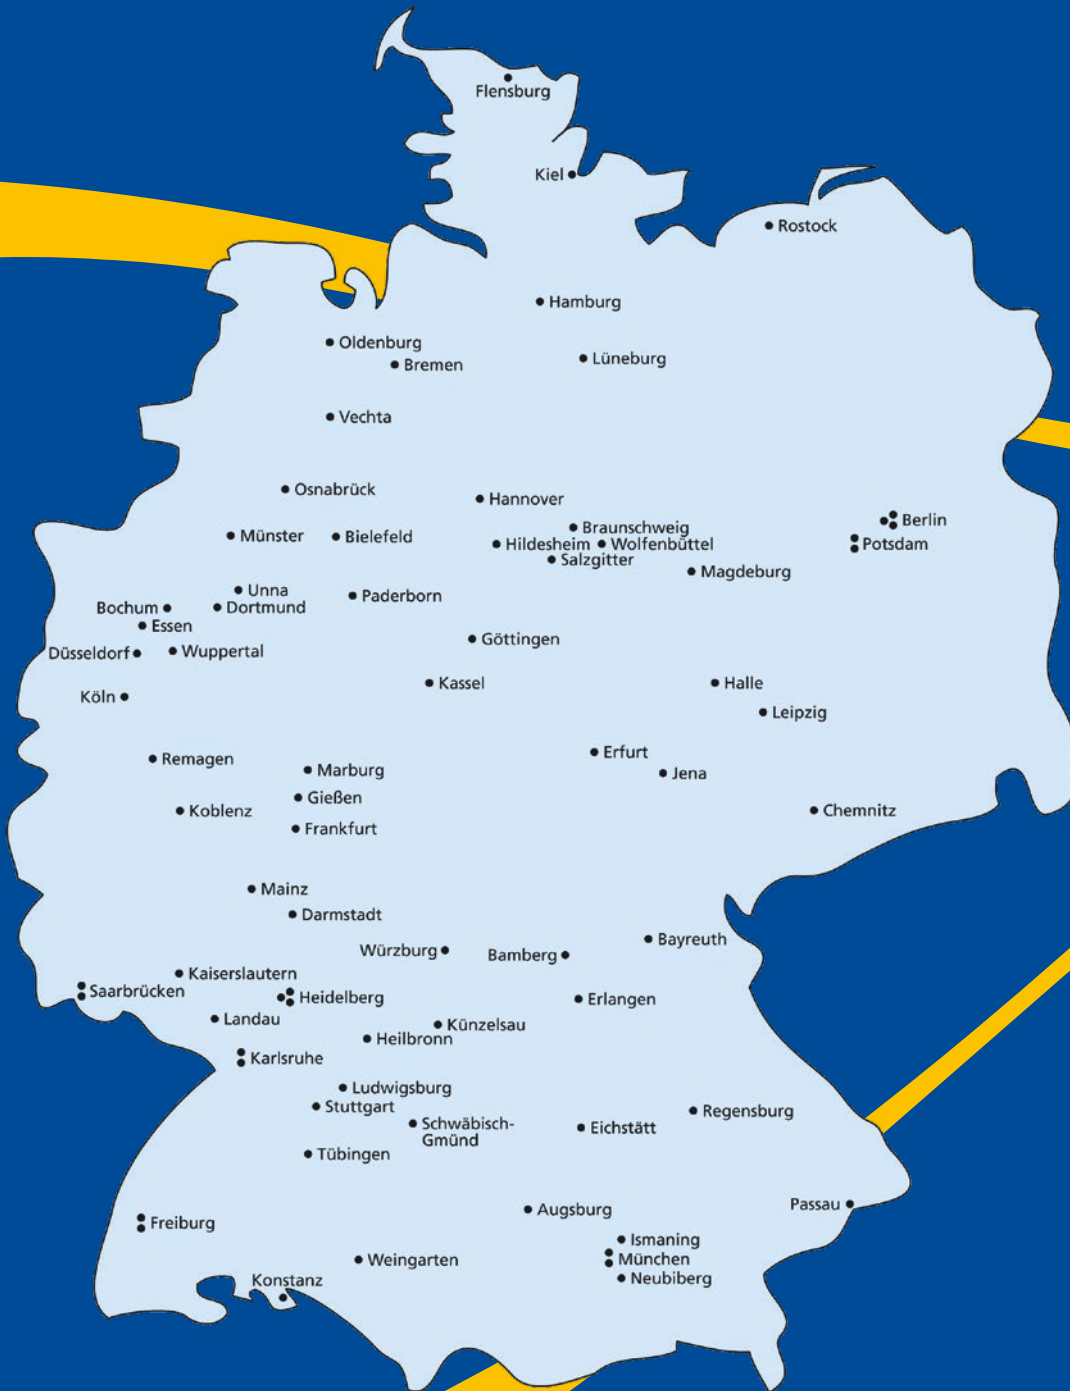 Flensburg
Kiel
Rostock
Hamburg
Oldenburg
Lüneburg
Bremen
Vechta
Osnabrück
Hannover
Berlin
Braunschweig
Münster
Bielefeld
Hildesheim
Wolfenbüttel
Potsdam
Salzgitter
Magdeburg
Unna
Paderborn
Bochum
Dortmund
Essen
Göttingen
Düsseldorf
Wuppertal
Kassel
Halle
Köln
Leipzig
Erfurt
Remagen
Marburg
Jena
Gießen
Koblenz
Chemnitz
Frankfurt
Mainz
Darmstadt
Bayreuth
Würzburg
Bamberg
Kaiserslautern
Saarbrücken
Heidelberg
Erlangen
Landau
Künzelsau
Heilbronn
Karlsruhe
Ludwigsburg
Stuttgart
Regensburg
Schwäbisch-
Gmünd
Eichstätt
Tübingen
Passau
Augsburg
Freiburg
Ismaning
München
Weingarten
Neubiberg
Konstanz